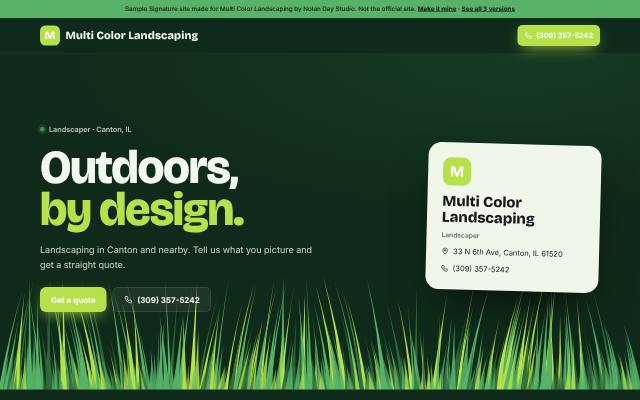 Sample Signature site made for Multi Color Landscaping by Nolan Day Studio. Not the official site. Make it mine · See all 3 versions
M Multi Color Landscaping
(309) 357-5242
Landscaper · Canton, IL
Outdoors,
by design.
Landscaping in Canton and nearby. Tell us what you picture and
get a straight quote.
Get a quote
(309) 357-5242
M
Multi Color
Landscaping
Landscaper
33 N 6th Ave, Canton, IL 61520
(309) 357-5242